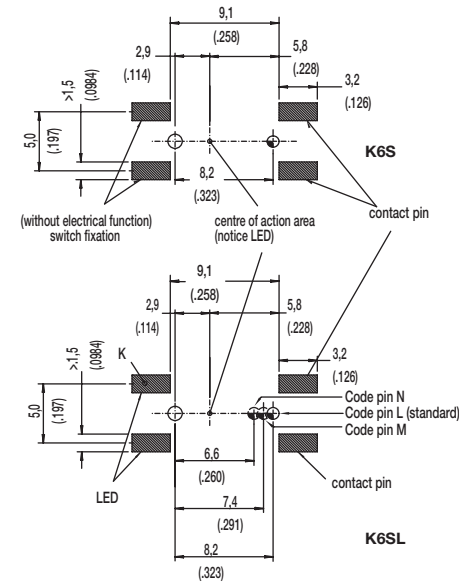 9,1
(.258)
2,9
(.114)
5,8
(.228)
3,2
(.126)
>1,5
(.0984)
5,0
(.197)
K6S
8,2
(.323)
(without electrical function)
switch fixation
centre of action area
(notice LED)
contact pin
9,1
(.258)
2,9
(.114)
5,8
(.228)
3,2
(.126)
>.1,5
(.0984)
K
5,0
(.197)
Code pin N
Code pin L (standard)
Code pin M
6,6
(.260)
LED
contact pin
7,4
(.291)
K6SL
8,2
(.323)